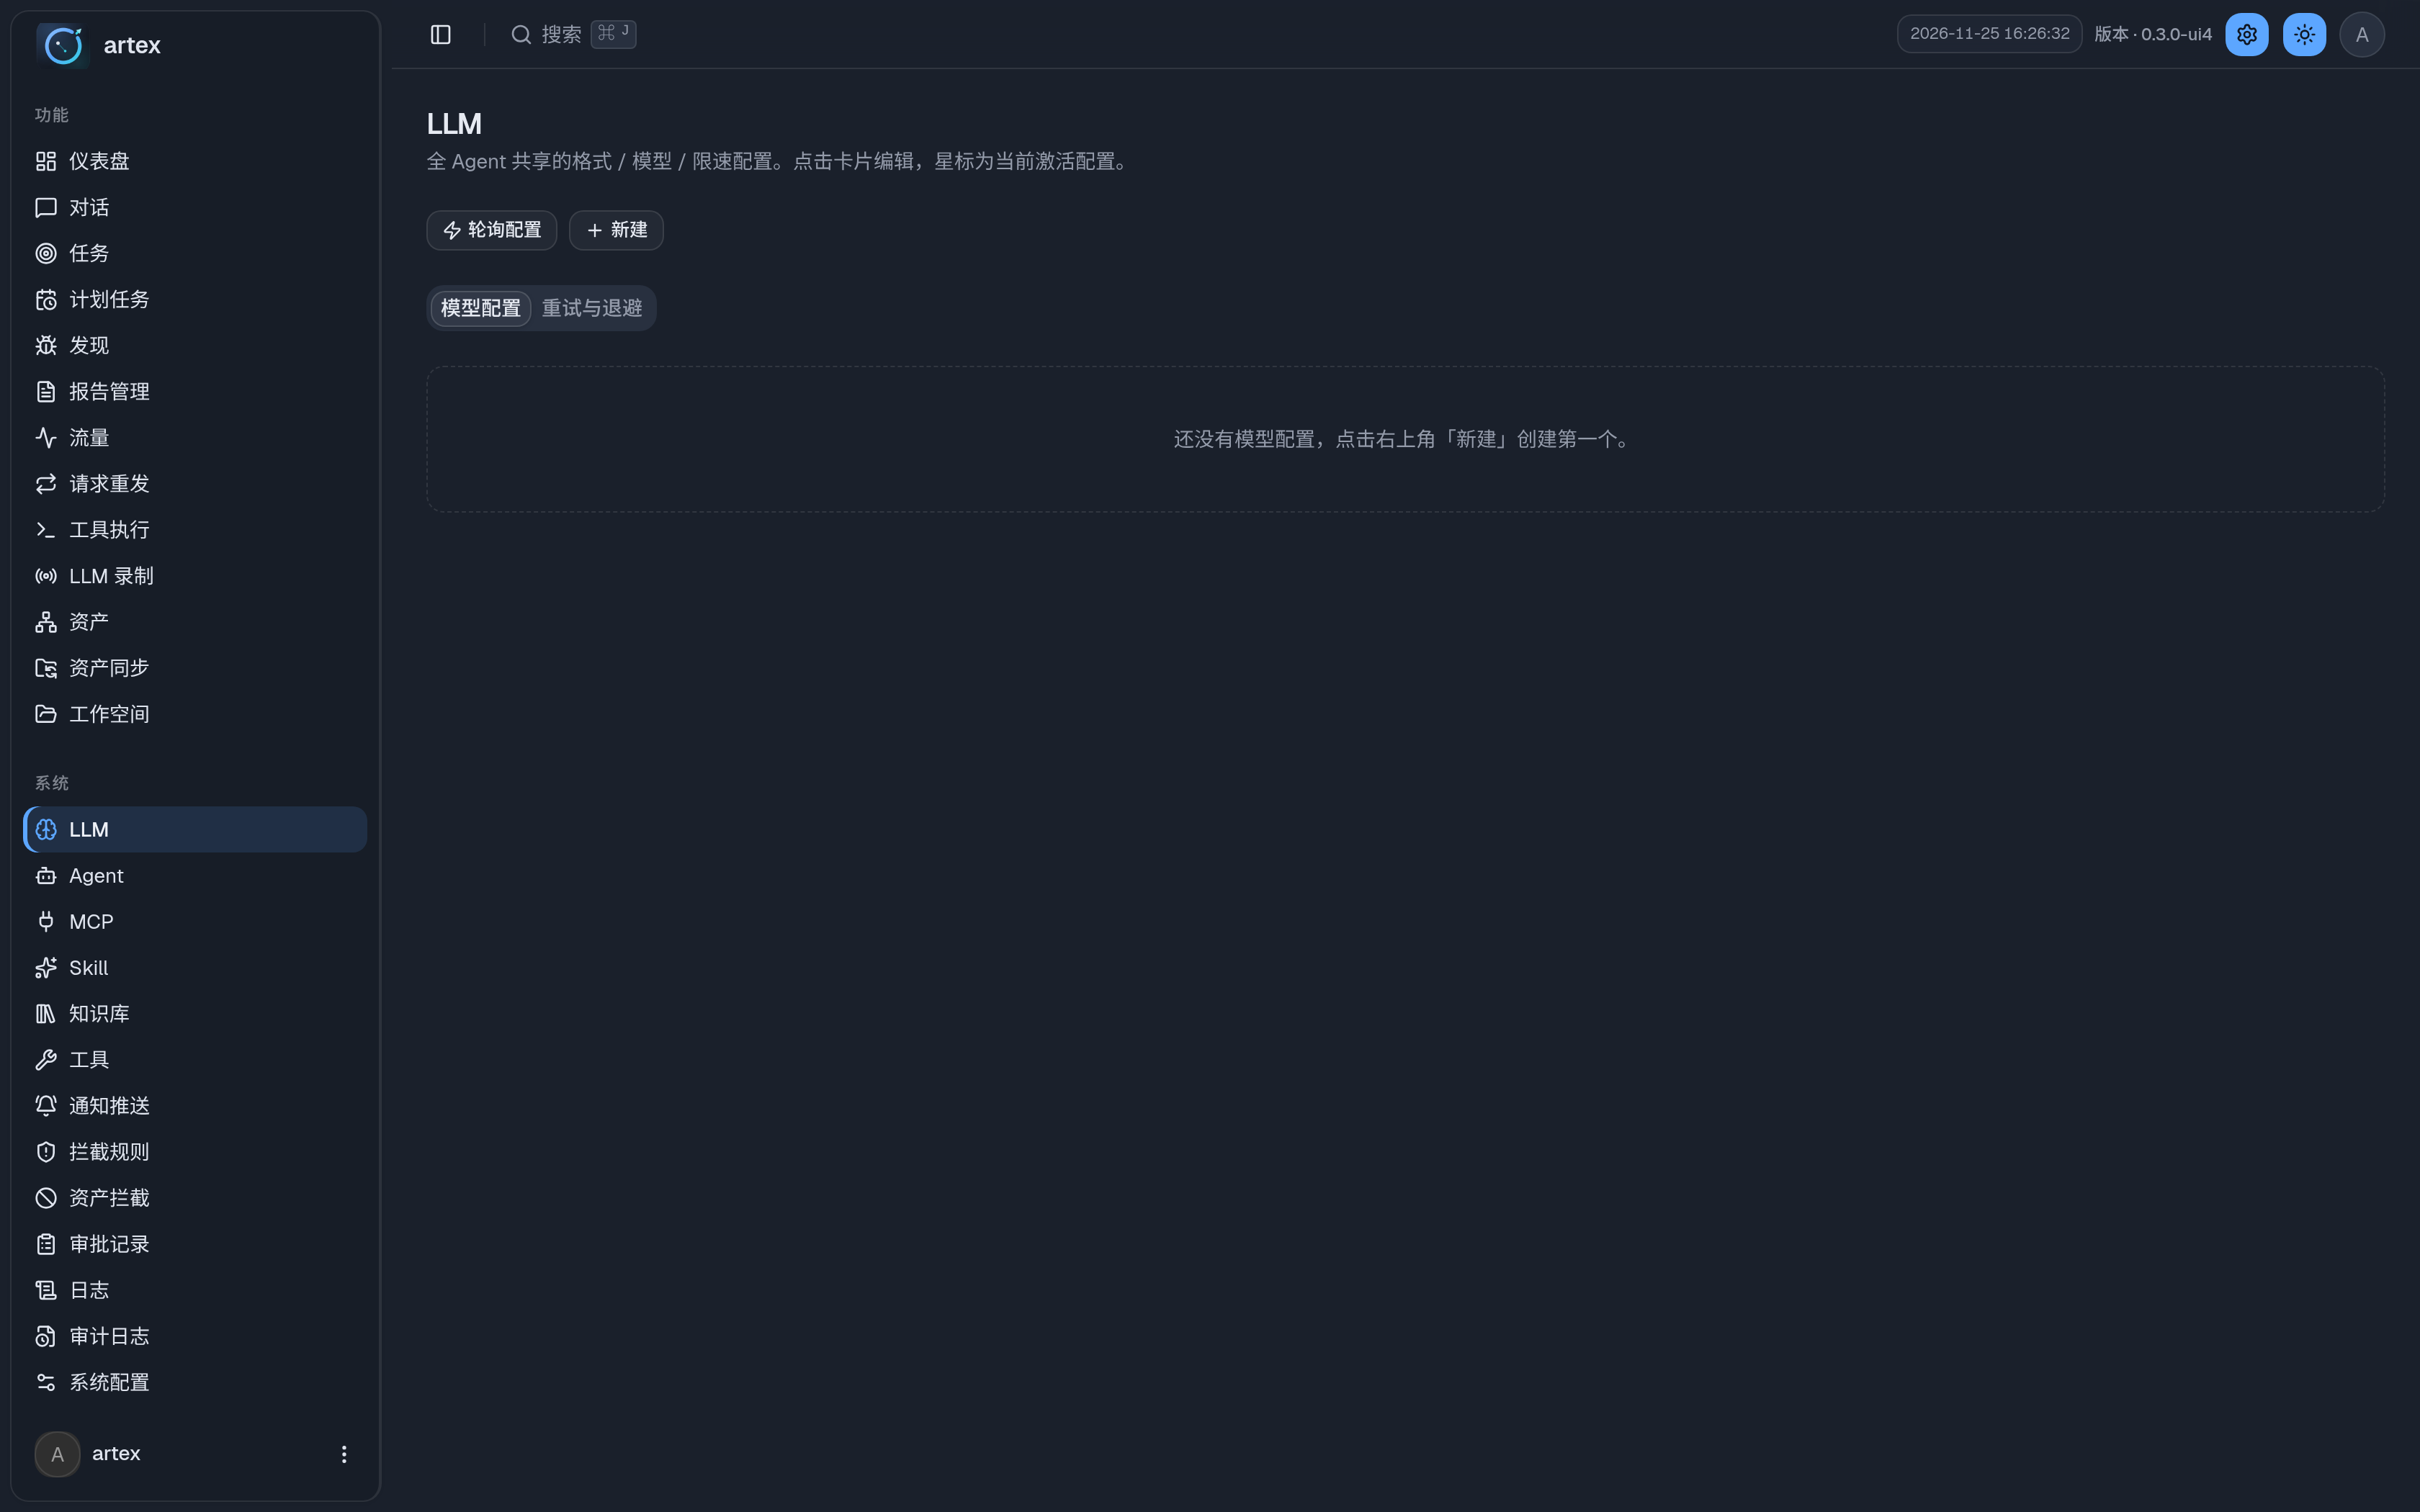 artex
功能
仪表盘
对话
任务
计划任务
发现
报告管理
流量
请求重发
工具执行
LLM 录制
资产
资产同步
工作空间
系统
LLM
Agent
MCP
Skill
知识库
工具
通知推送
拦截规则
资产拦截
审批记录
日志
审计日志
系统配置
A artex
搜索 ⌘ J
2026-11-25 16:26:32 版本 · 0.3.0-ui4 A
LLM
全 Agent 共享的格式 / 模型 / 限速配置。点击卡片编辑，星标为当前激活配置。
轮询配置 新建
模型配置 重试与退避
还没有模型配置，点击右上角「新建」创建第一个。